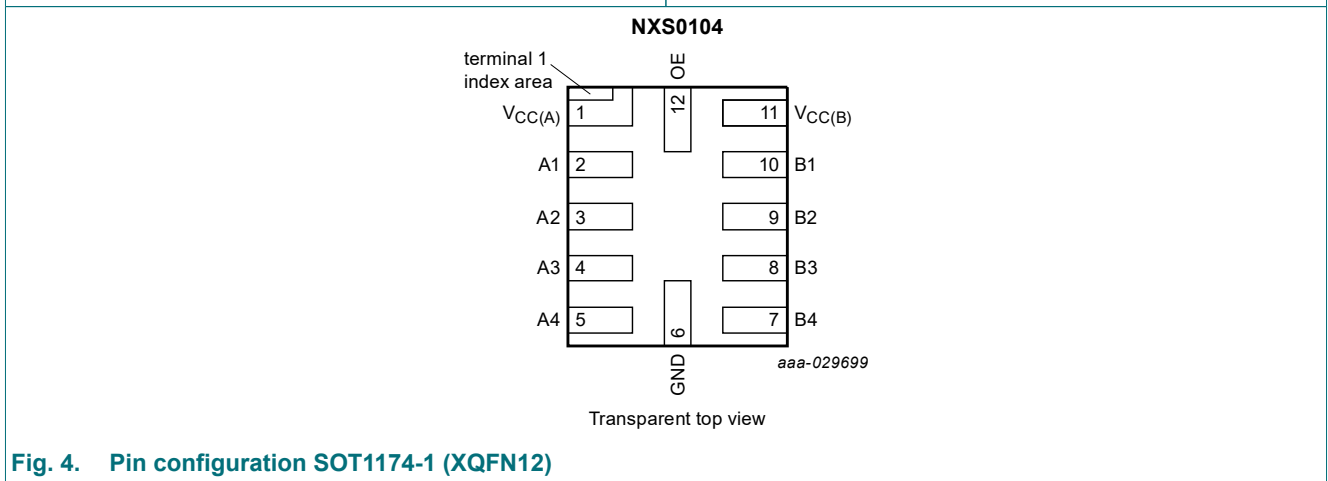 NXS0104
terminal 1
index area
OE
12
VCC(A) 1
11 VCC(B)
A1 2
10 B1
A2 3
9 B2
A3 4
8 B3
A4 5
7 B4
6
GND
aaa-029699
Transparent top view
Fig. 4. Pin configuration SOT1174-1 (XQFN12)